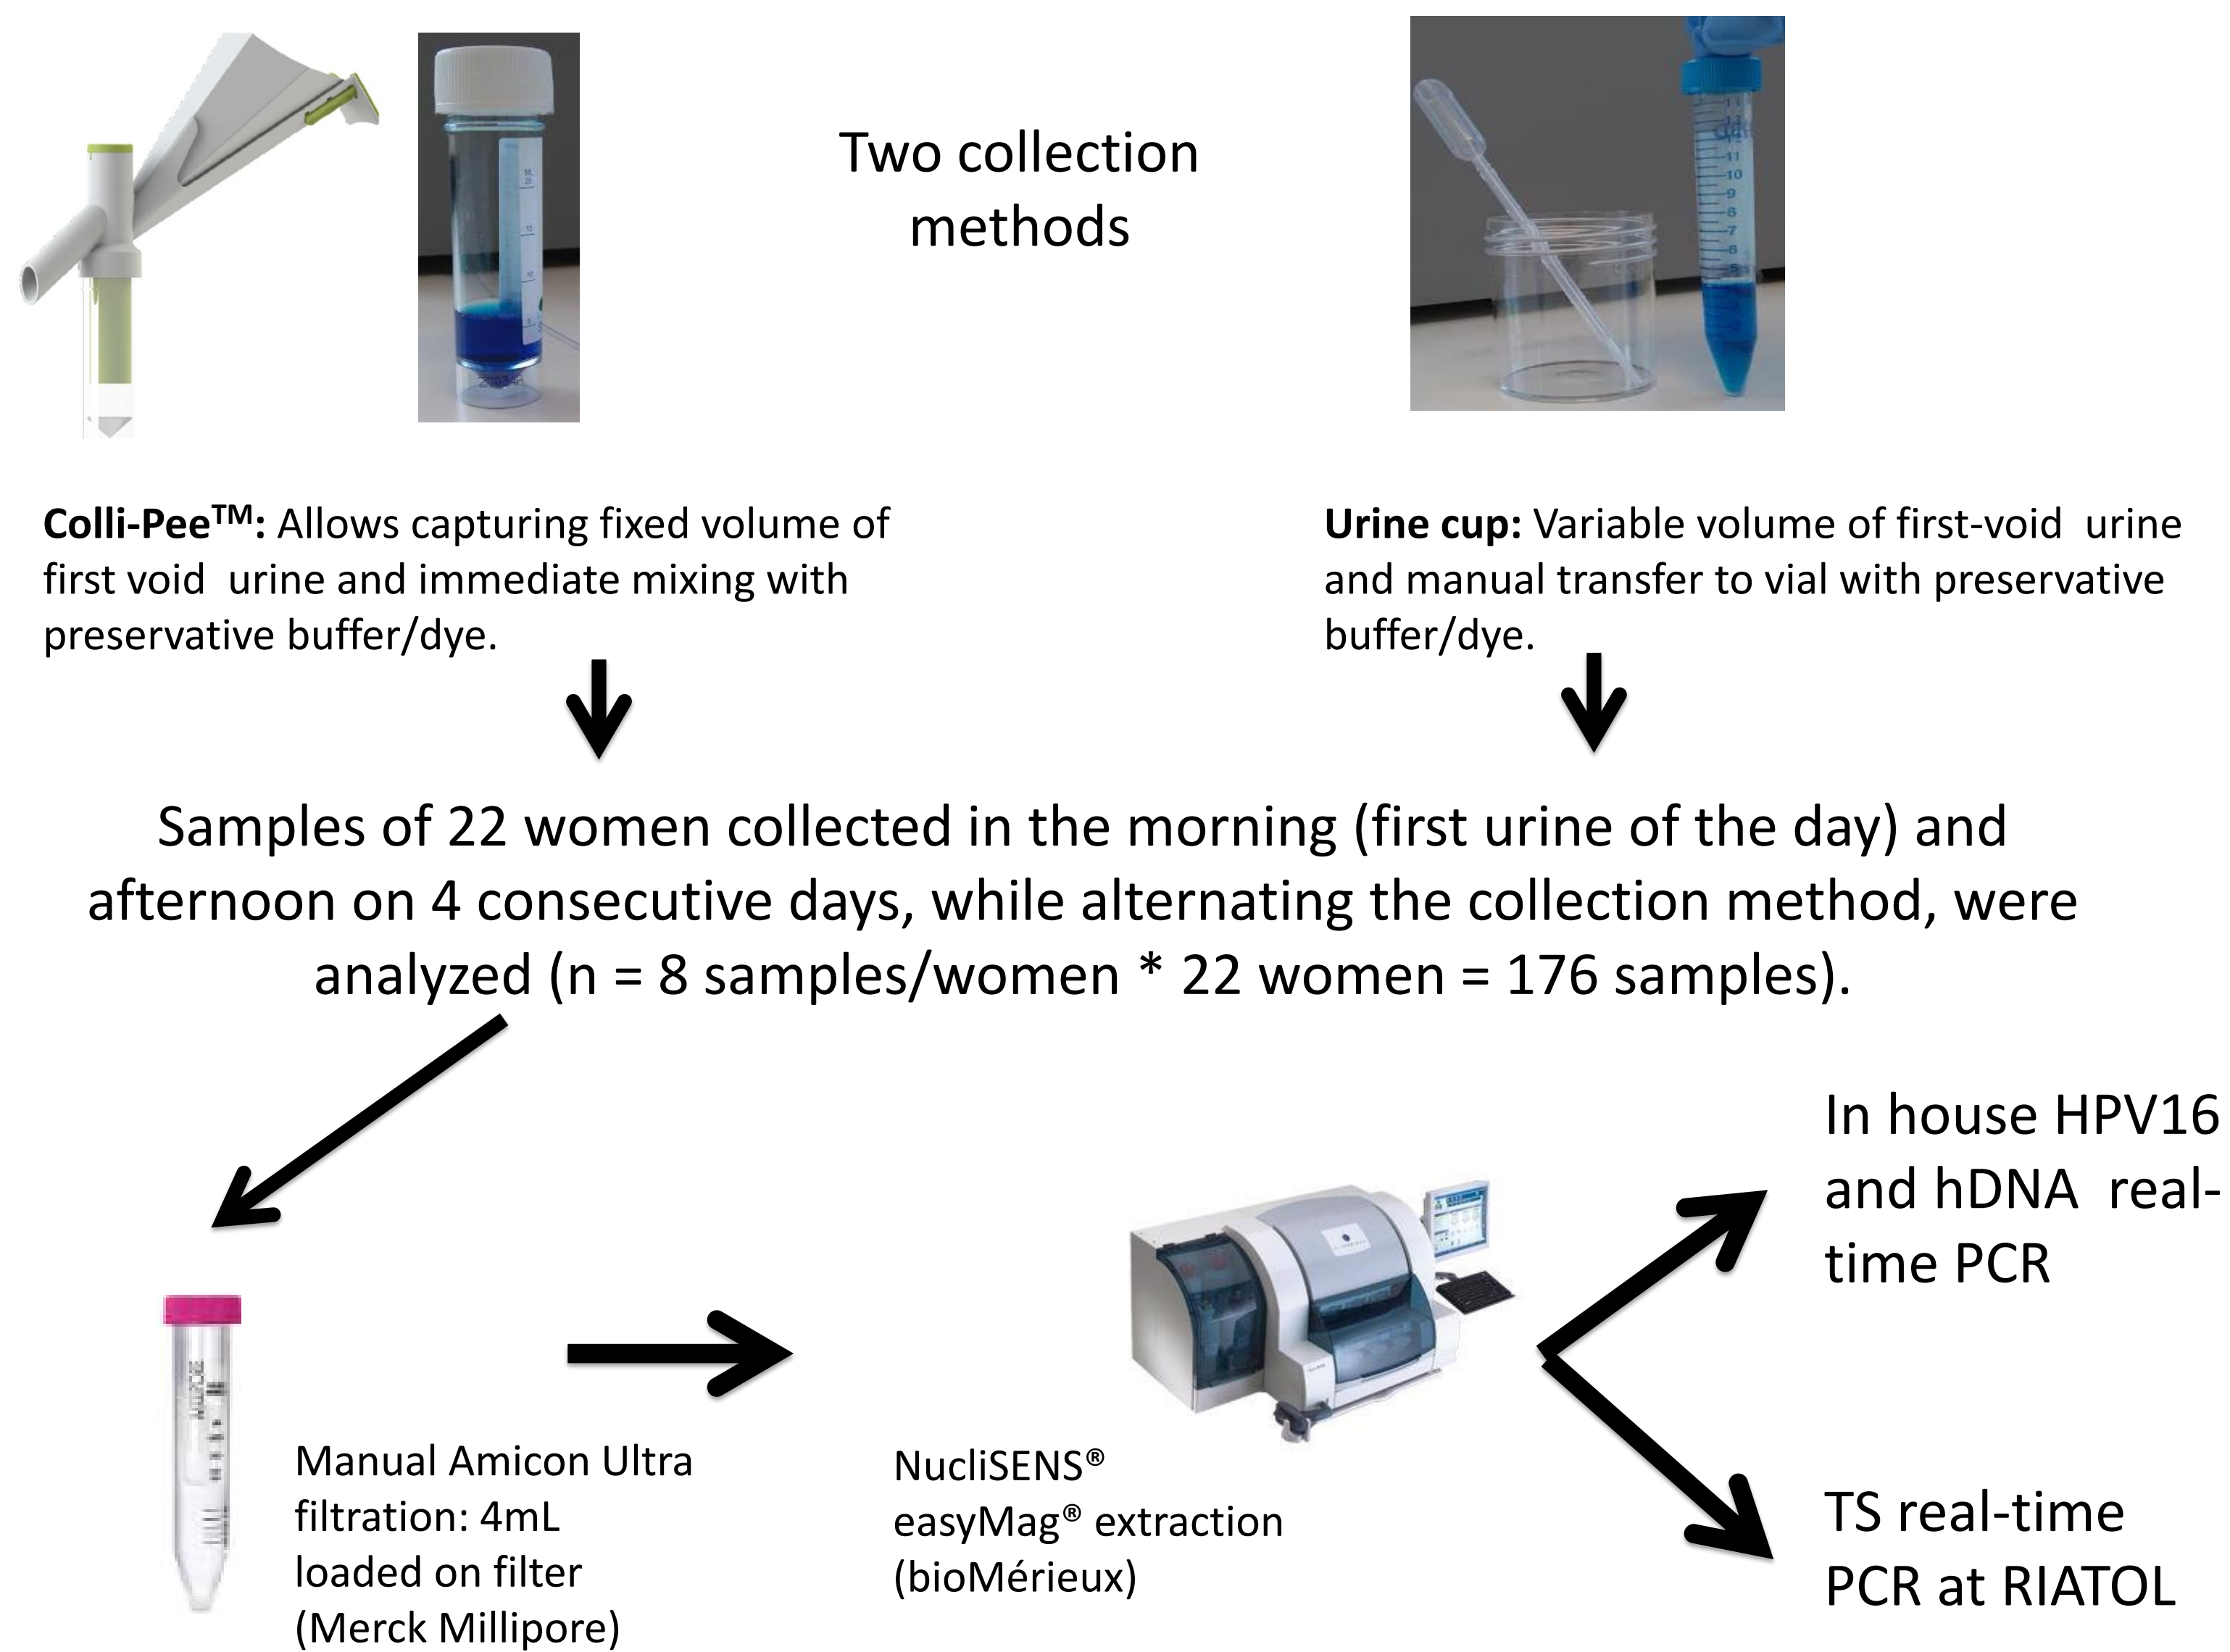 Two collection
methods
Colli-Pee™: Allows capturing fixed volume of
first void urine and immediate mixing with
preservative buffer/dye.
Urine cup: Variable volume of first-void urine
and manual transfer to vial with preservative
buffer/dye.
Samples of 22 women collected in the morning (first urine of the day) and
afternoon on 4 consecutive days, while alternating the collection method, were
analyzed (n = 8 samples/women * 22 women = 176 samples).
Manual Amicon Ultra
filtration: 4mL
loaded on filter
(Merck Millipore)
NucliSENS®
easyMag® extraction
(bioMérieux)
In house HPV16
and hDNA real-
time PCR
TS real-time
PCR at RIATOL